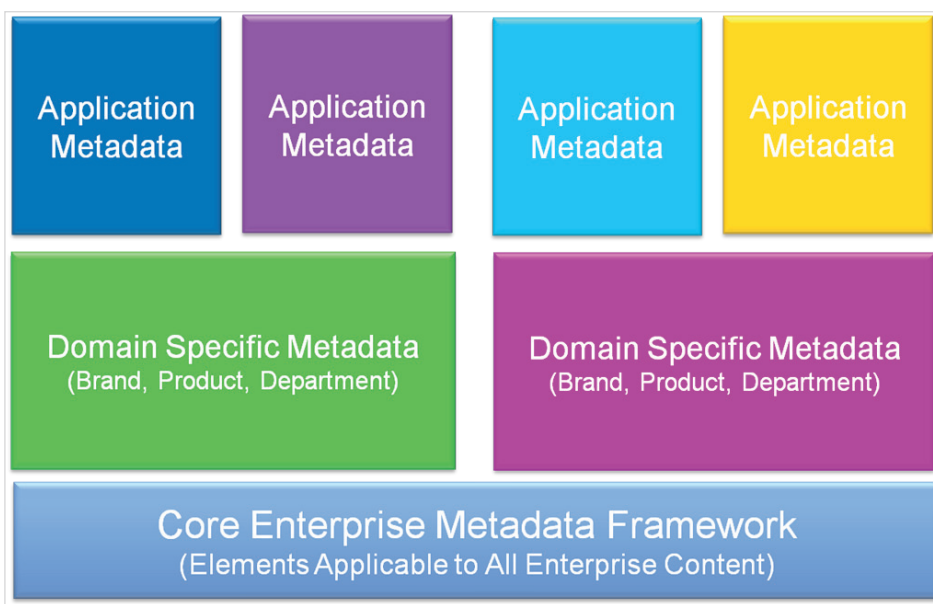 Application
Metadata
Application
Metadata
Application
Metadata
Application
Metadata
Domain Specific Metadata
(Brand, Product, Department)
Domain Specific Metadata
(Brand, Product, Department)
Core Enterprise Metadata Framework
(Elements Applicable to All Enterprise Content)